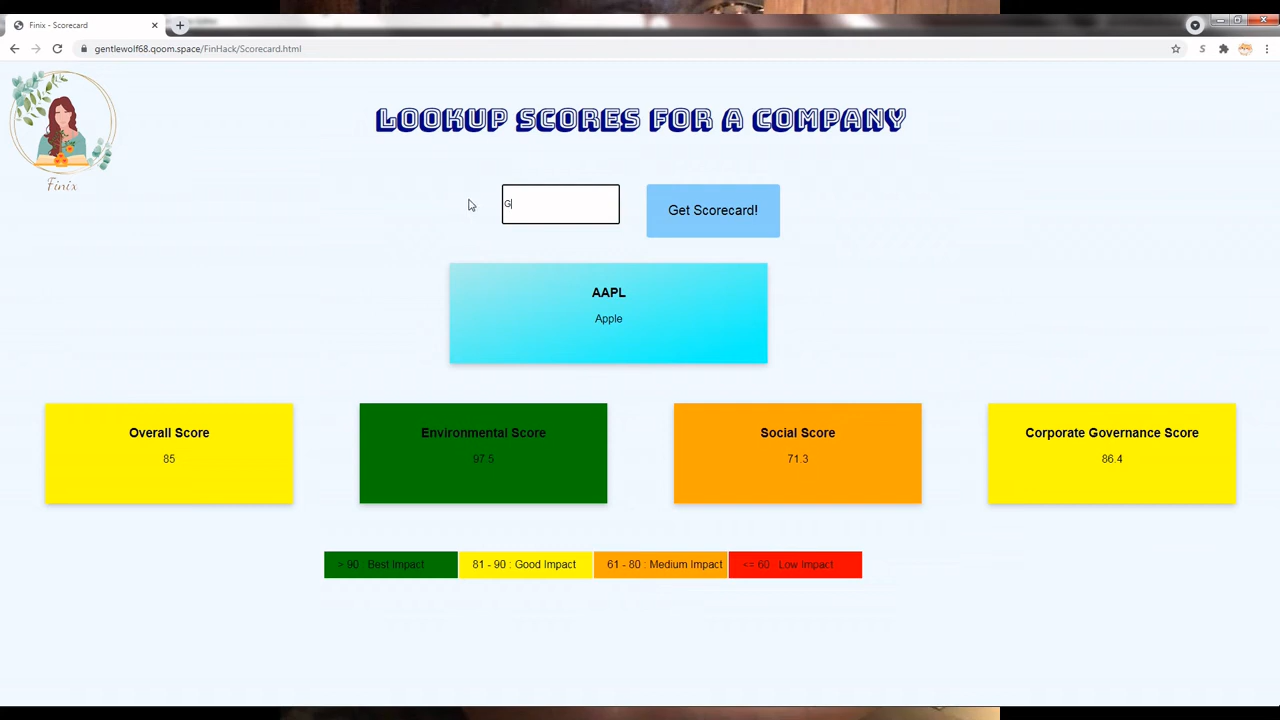 Finix - Scorecard
gentlewolf68.qoom.space/FinHack/Scorecard.html
Finix
LOOKUP SCORES FOR A COMPANY
G
Get Scorecard!
AAPL
Apple
Overall Score
85
Environmental Score
97.5
Social Score
71.3
Corporate Governance Score
86.4
> 90 : Best Impact
81 - 90 : Good Impact
61 - 80 : Medium Impact
<= 60 : Low Impact